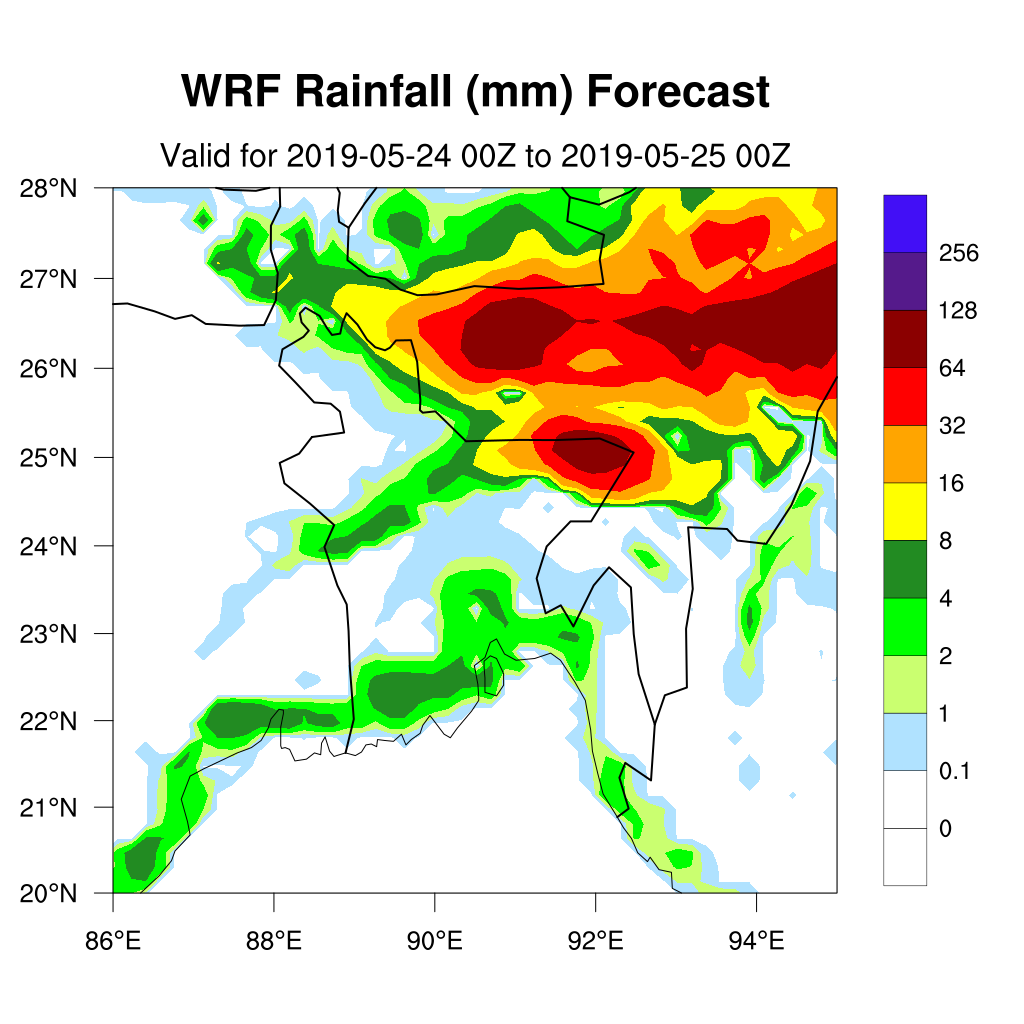 WRF Rainfall (mm) Forecast
Valid for 2019-05-24 00Z to 2019-05-25 00Z
28°N
27°N
26°N
25°N
24°N
23°N
22°N
21°N
20°N
86°E 88°E 90°E 92°E 94°E
256
128
64
32
16
8
4
2
1
0.1
0